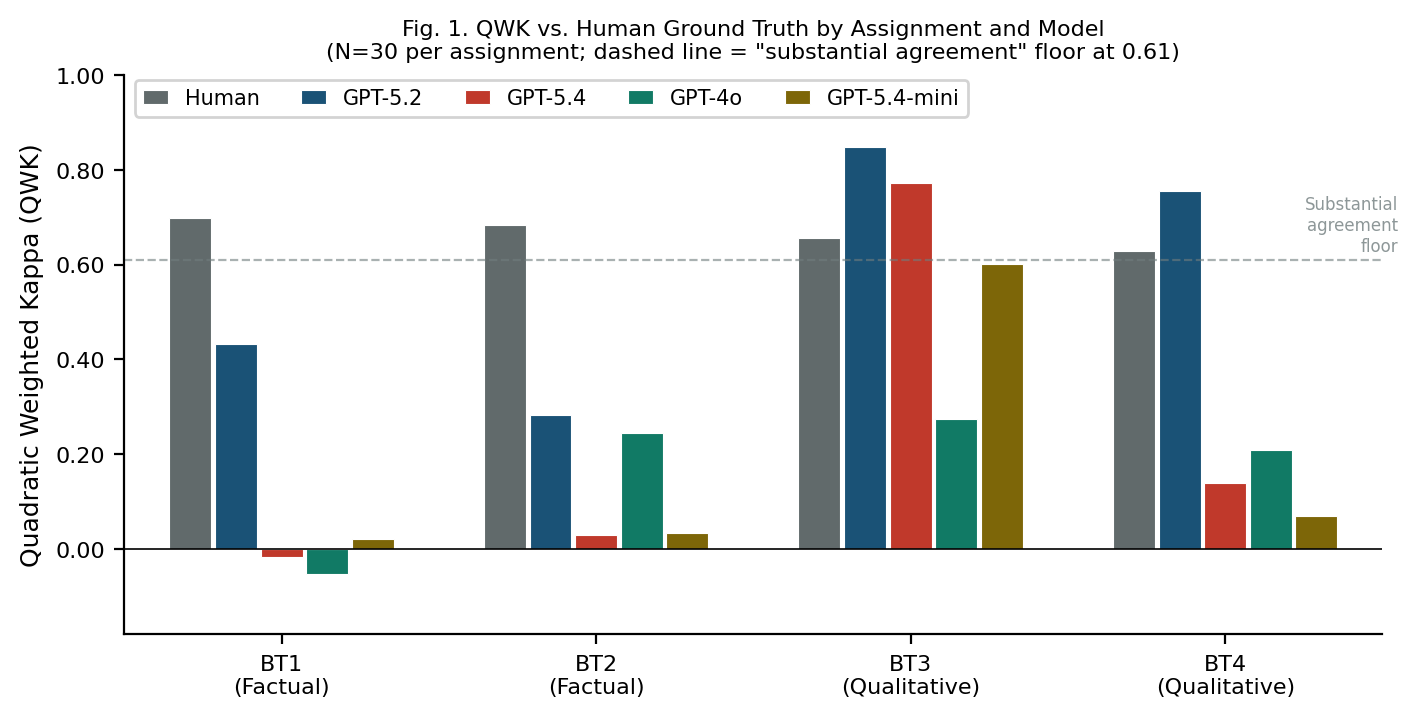 Fig. 1. QWK vs. Human Ground Truth by Assignment and Model
(N=30 per assignment; dashed line = "substantial agreement" floor at 0.61)
Human GPT-5.2 GPT-5.4 GPT-4o GPT-5.4-mini
Quadratic Weighted Kappa (QWK)
1.00
0.80
0.60
0.40
0.20
0.00
Substantial
agreement
floor
BT1
(Factual)
BT2
(Factual)
BT3
(Qualitative)
BT4
(Qualitative)